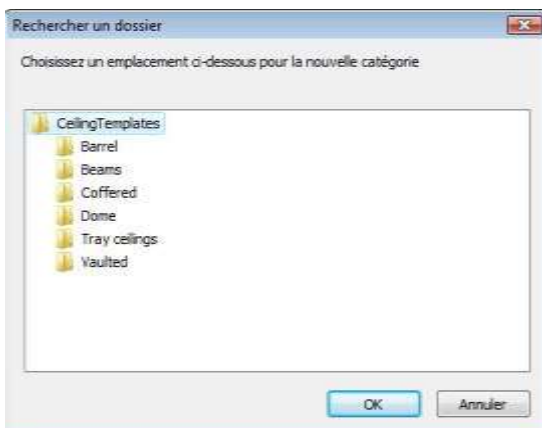 Rechercher un dossier
Choisissez un emplacement ci-dessous pour la nouvelle catégorie
CeilingTemplates
Barrel
Beams
Coffered
Dome
Tray ceilings
Vaulted
OK
Annuler